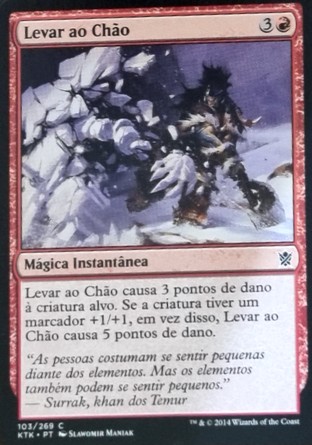 Levar ao Chão 3
Mágica Instantânea
Levar ao Chão causa 3 pontos de dano
à criatura alvo. Se a criatura tiver um
marcador +1/+1, em vez disso, Levar ao
Chão causa 5 pontos de dano.
"As pessoas costumam se sentir pequenas
diante dos elementos. Mas os elementos
também podem se sentir pequenos."
— Surrak, khan dos Temur
103/269 C
KTK • PT Slawomir Maniak
™ & © 2014 Wizards of the Coast